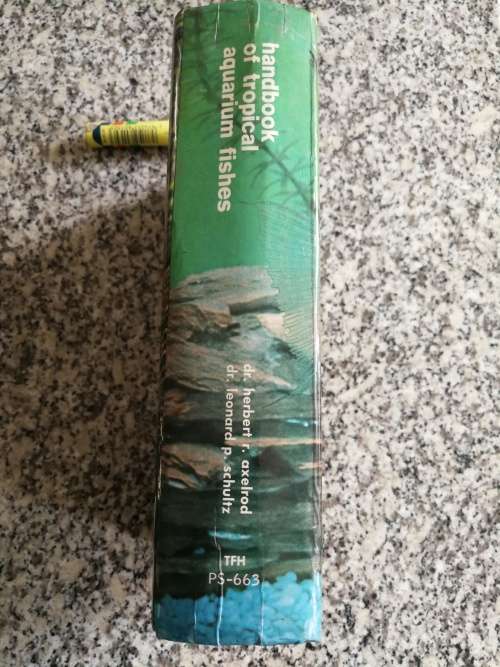 handbook
of tropical
aquarium fishes
dr. herbert r. axelrod
dr. leonard p. schultz
TFH
PS-663